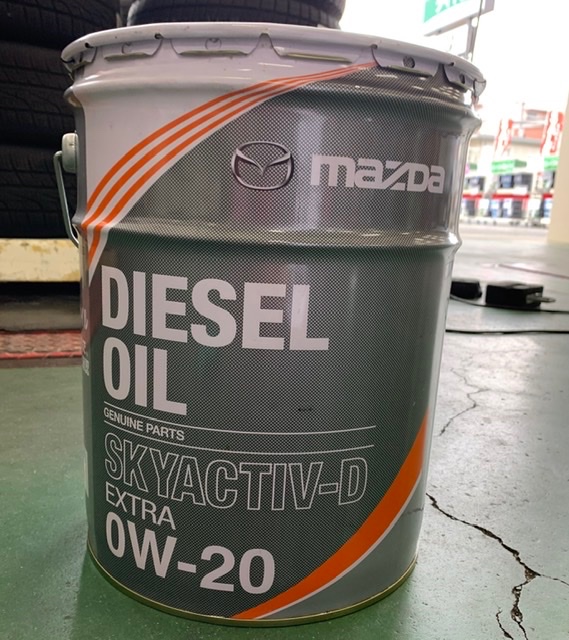 mazda
DIESEL
OIL
GENUINE PARTS
SKYACTIV-D
EXTRA
0W-20